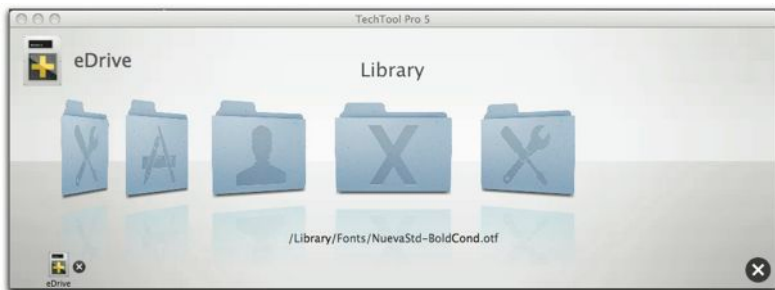 TechTool Pro 5
eDrive
Library
/Library/Fonts/NuevaStd-BoldCond.otf
eDrive